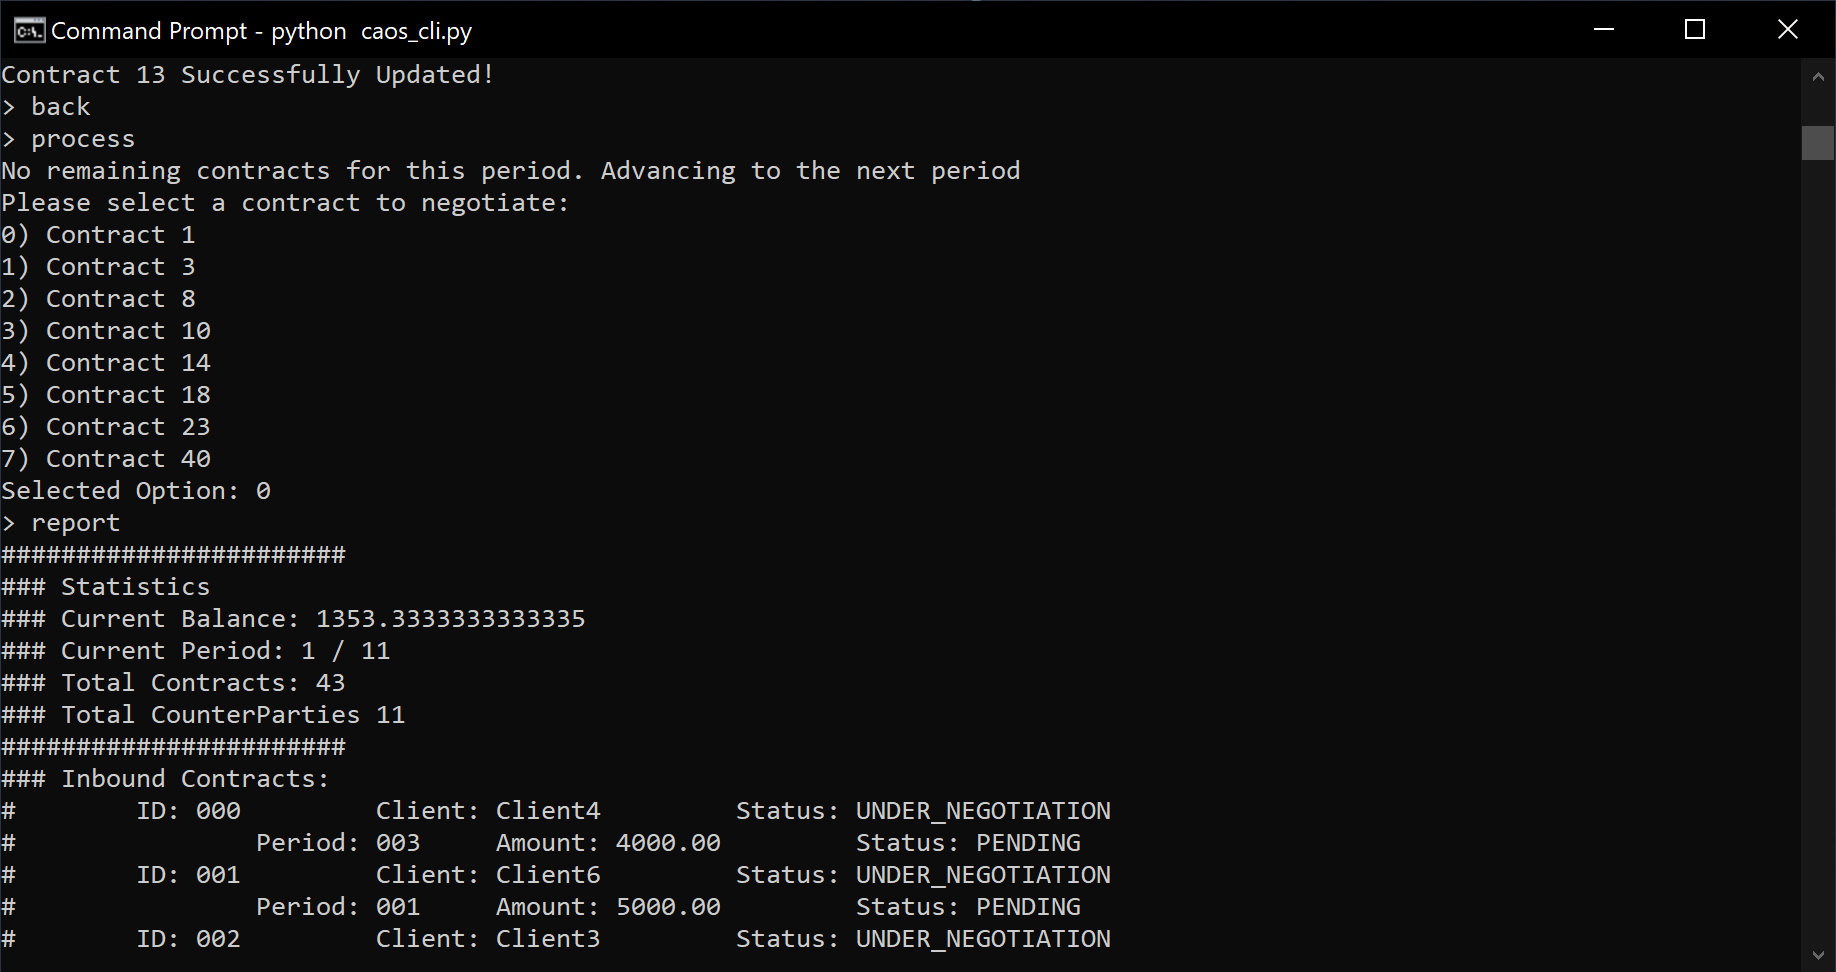 Command Prompt - python  caos_cli.py
Contract 13 Successfully Updated!
> back
> process
No remaining contracts for this period. Advancing to the next period
Please select a contract to negotiate:
0) Contract 1
1) Contract 3
2) Contract 8
3) Contract 10
4) Contract 14
5) Contract 18
6) Contract 23
7) Contract 40
Selected Option: 0
> report
#######################
### Statistics
### Current Balance: 1353.3333333333335
### Current Period: 1 / 11
### Total Contracts: 43
### Total CounterParties 11
#######################
### Inbound Contracts:
#        ID: 000         Client: Client4         Status: UNDER_NEGOTIATION
#                Period: 003     Amount: 4000.00         Status: PENDING
#        ID: 001         Client: Client6         Status: UNDER_NEGOTIATION
#                Period: 001     Amount: 5000.00         Status: PENDING
#        ID: 002         Client: Client3         Status: UNDER_NEGOTIATION